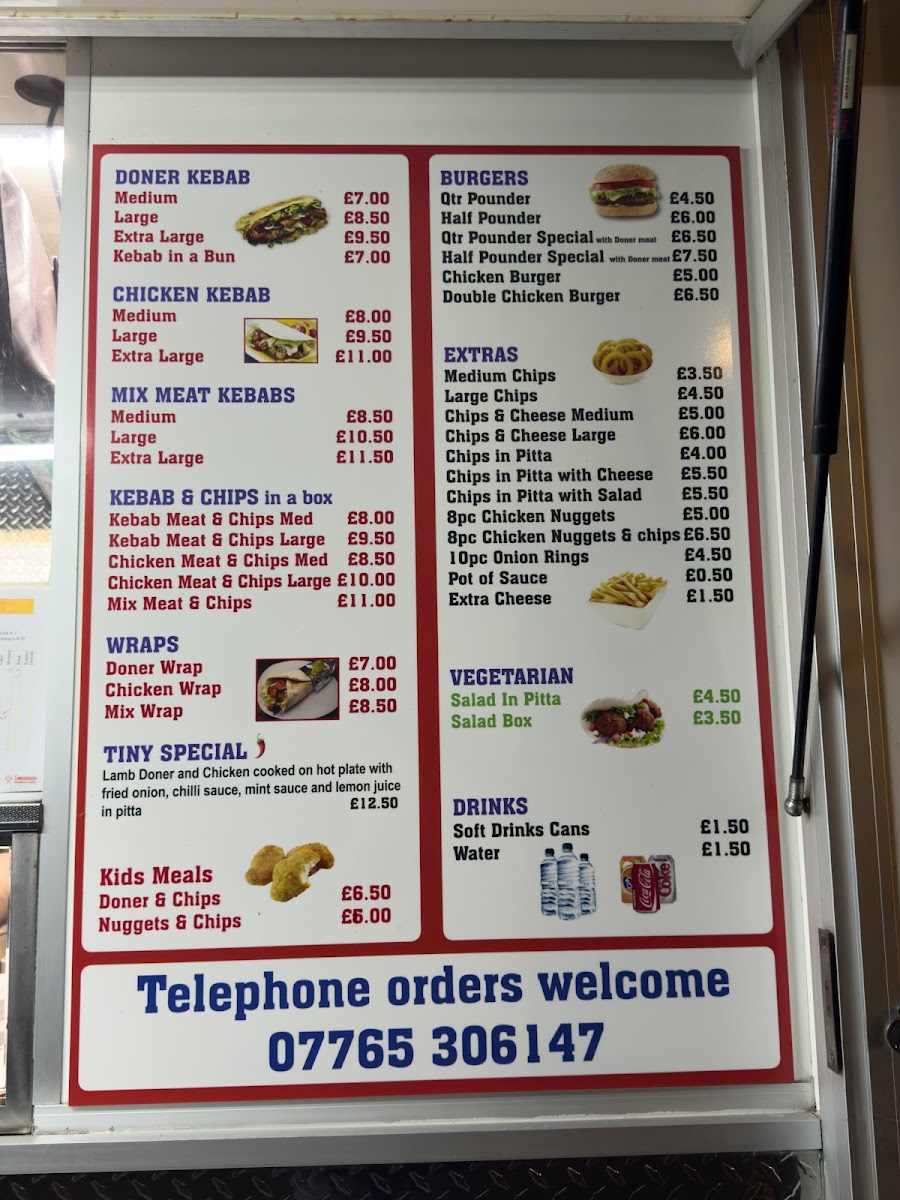 DONER KEBAB
Medium £7.00
Large £8.50
Extra Large £9.50
Kebab in a Bun £7.00
CHICKEN KEBAB
Medium £8.00
Large £9.50
Extra Large £11.00
MIX MEAT KEBABS
Medium £8.50
Large £10.50
Extra Large £11.50
KEBAB & CHIPS in a box
Kebab Meat & Chips Med £8.00
Kebab Meat & Chips Large £9.50
Chicken Meat & Chips Med £8.50
Chicken Meat & Chips Large £10.00
Mix Meat & Chips £11.00
WRAPS
Doner Wrap £7.00
Chicken Wrap £8.00
Mix Wrap £8.50
TINY SPECIAL
Lamb Doner and Chicken cooked on hot plate with
fried onion, chilli sauce, mint sauce and lemon juice
in pitta £12.50
Kids Meals
Doner & Chips £6.50
Nuggets & Chips £6.00
BURGERS
Qtr Pounder £4.50
Half Pounder £6.00
Qtr Pounder Special with Doner meat £6.50
Half Pounder Special with Doner meat £7.50
Chicken Burger £5.00
Double Chicken Burger £6.50
EXTRAS
Medium Chips £3.50
Large Chips £4.50
Chips & Cheese Medium £5.00
Chips & Cheese Large £6.00
Chips in Pitta £4.00
Chips in Pitta with Cheese £5.50
Chips in Pitta with Salad £5.50
8pc Chicken Nuggets £5.00
8pc Chicken Nuggets & chips £6.50
10pc Onion Rings £4.50
Pot of Sauce £0.50
Extra Cheese £1.50
VEGETARIAN
Salad In Pitta £4.50
Salad Box £3.50
DRINKS
Soft Drinks Cans £1.50
Water £1.50
Coca-Cola
Coke
Telephone orders welcome
07765 306147